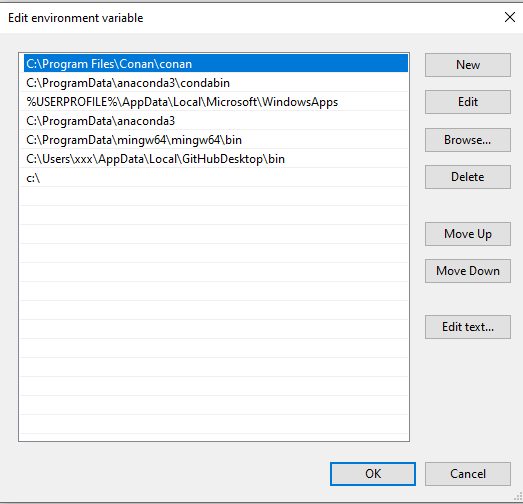 Edit environment variable
C:\Program Files\Conan\conan
C:\ProgramData\anaconda3\condabin
%USERPROFILE%\AppData\Local\Microsoft\WindowsApps
C:\ProgramData\anaconda3
C:\ProgramData\mingw64\mingw64\bin
C:\Users\xxx\AppData\Local\GitHubDesktop\bin
c:\
New
Edit
Browse...
Delete
Move Up
Move Down
Edit text...
OK
Cancel